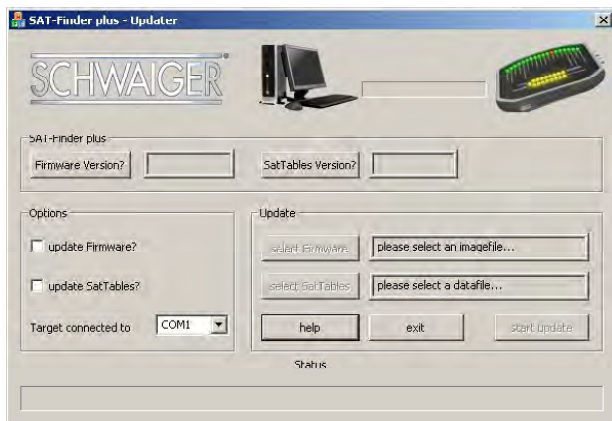 SAT-Finder plus - Updater
SCHWAIGER®
SAT-Finder plus
Firmware Version?
SatTables Version?
Options
update Firmware?
update SatTables?
Target connected to
COM1
Update
select Firmware
please select an imagefile...
select SatTables
please select a datafile...
help
exit
start update
Status